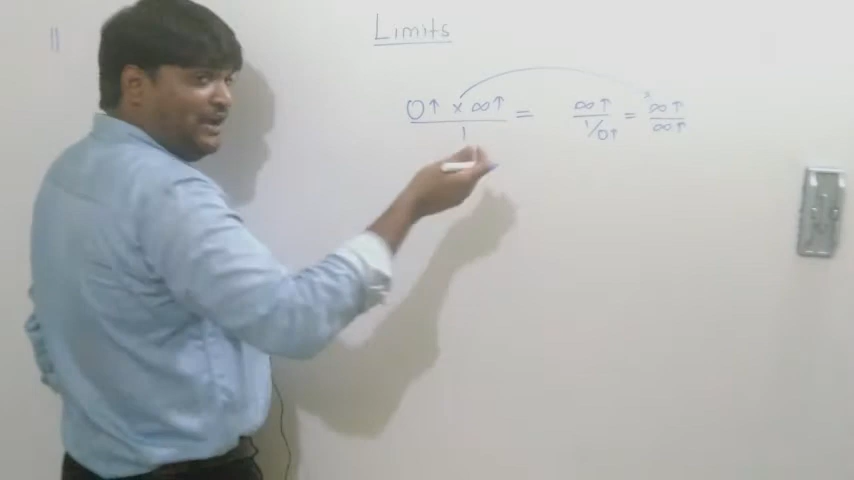 Limits
0↑ × ∞↑ / 1 = ∞↑ / 1/0↑ = ∞↑ / ∞↑